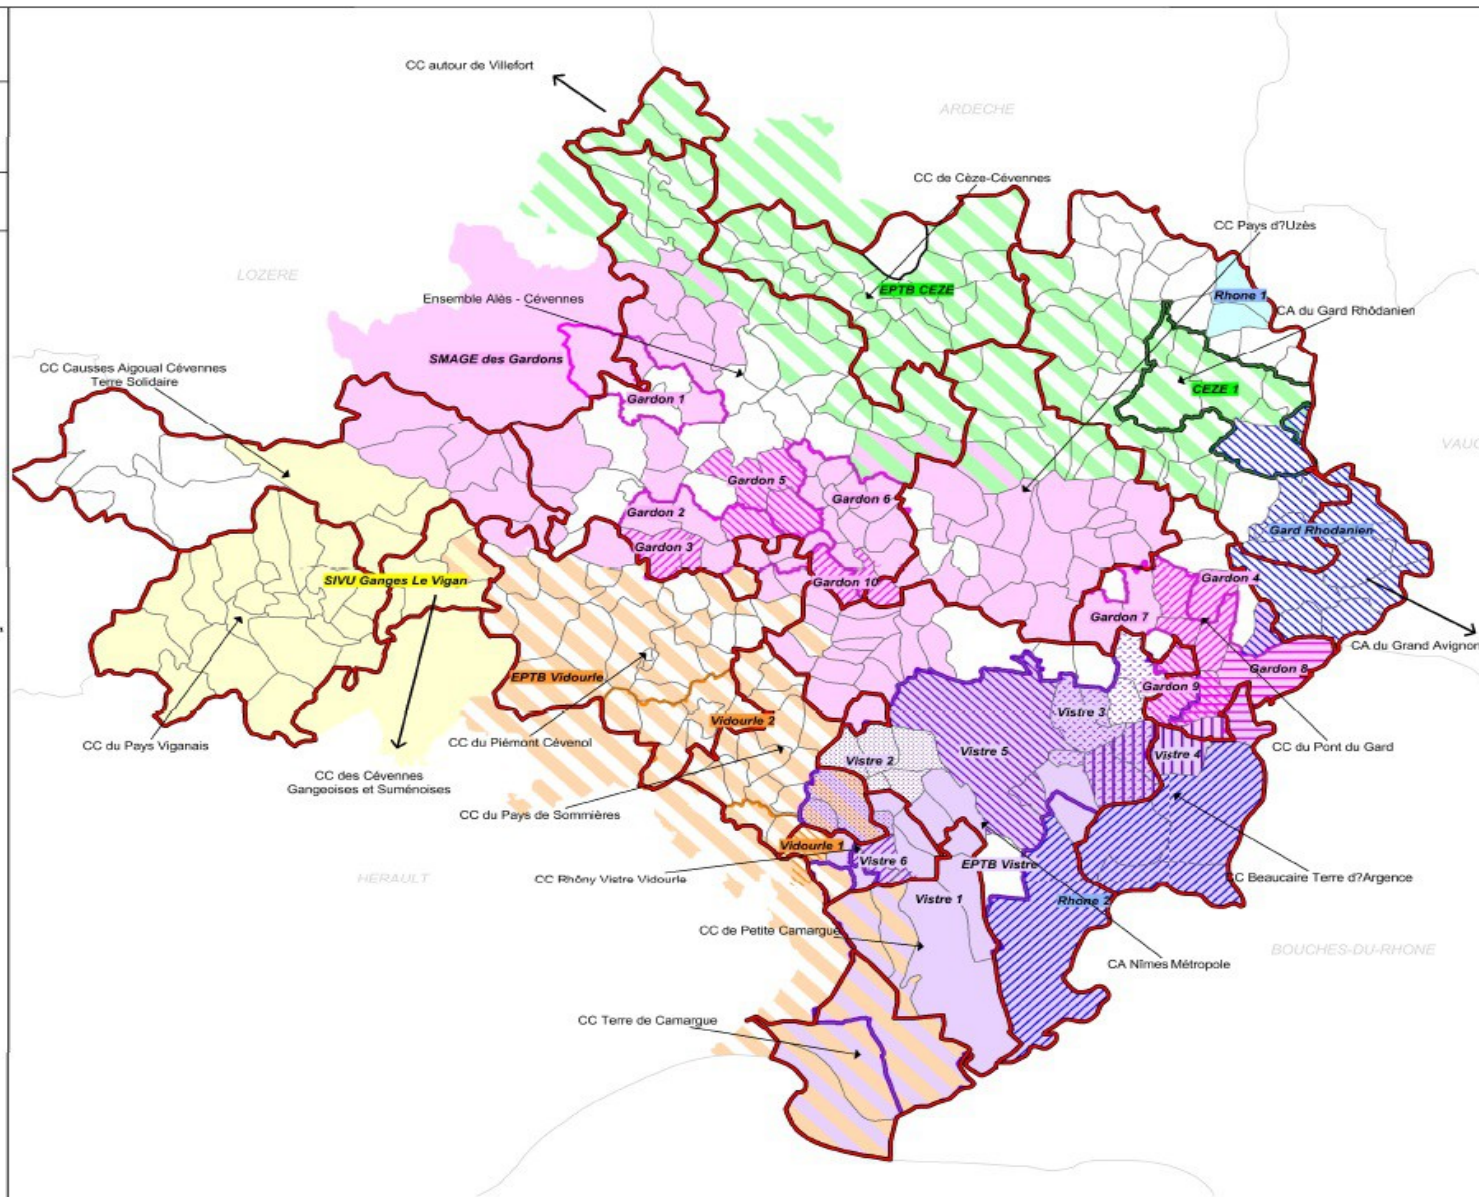 CC autour de Villefort
ARDECHE
CC de Cèze-Cévennes
CC Pays d?Uzès
LOZERE
EPTB CEZE
Rhone 1
Ensemble Alès - Cévennes
CA du Gard Rhôdanien
SMAGE des Gardons
CC Causses Aigoual Cévennes
Terre Solidaire
CEZE 1
Gardon 1
VAUC
Gardon 5
Gardon 6
Gardon 2
Gard Rhodanien
Gardon 3
SIVU Ganges Le Vigan
Gardon 10
Gardon 4
Gardon 7
CA du Grand Avignon
EPTB Vidourle
Gardon 8
Gardon 9
Vidourle 2
Vistre 3
CC du Pays Viganais
CC du Piémont Cévenol
CC du Pont du Gard
Vistre 5
Vistre 4
Vistre 2
CC des Cévennes
Gangeoises et Suménoises
CC du Pays de Sommières
Vidourle 1
Vistre 6
EPTB Vistre
HERAULT
CC Rhôny Vistre Vidourle
CC Beaucaire Terre d?Argence
Vistre 1
Rhone 2
CC de Petite Camargue
BOUCHES-DU-RHONE
CA Nîmes Métropole
CC Terre de Camargue